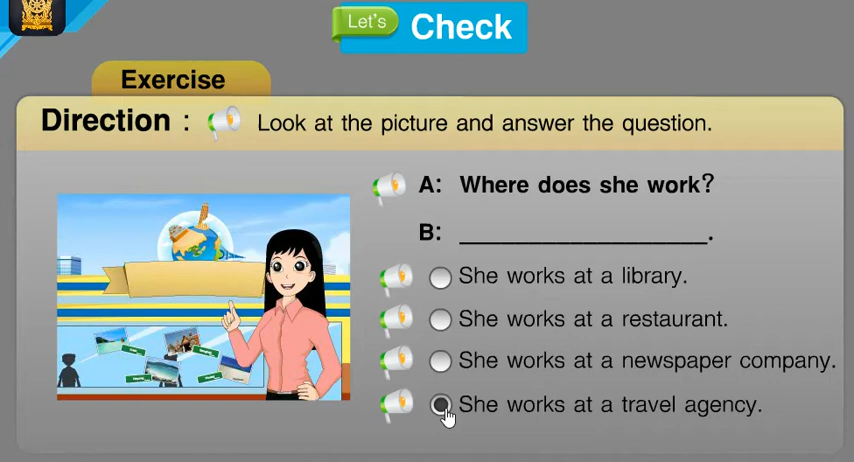 Let's Check
Exercise
Direction : Look at the picture and answer the question.
A: Where does she work?
B: ____________________.
She works at a library.
She works at a restaurant.
She works at a newspaper company.
She works at a travel agency.